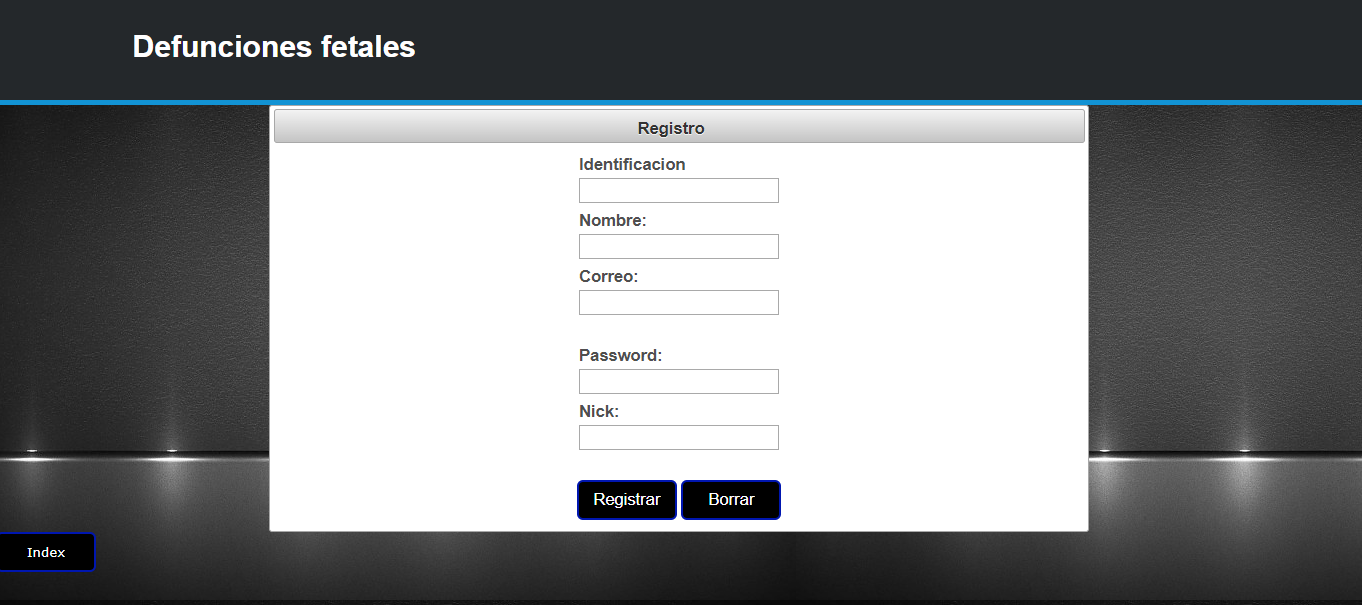 Defunciones fetales
Registro
Identificacion
Nombre:
Correo:
Password:
Nick:
Registrar Borrar
Index